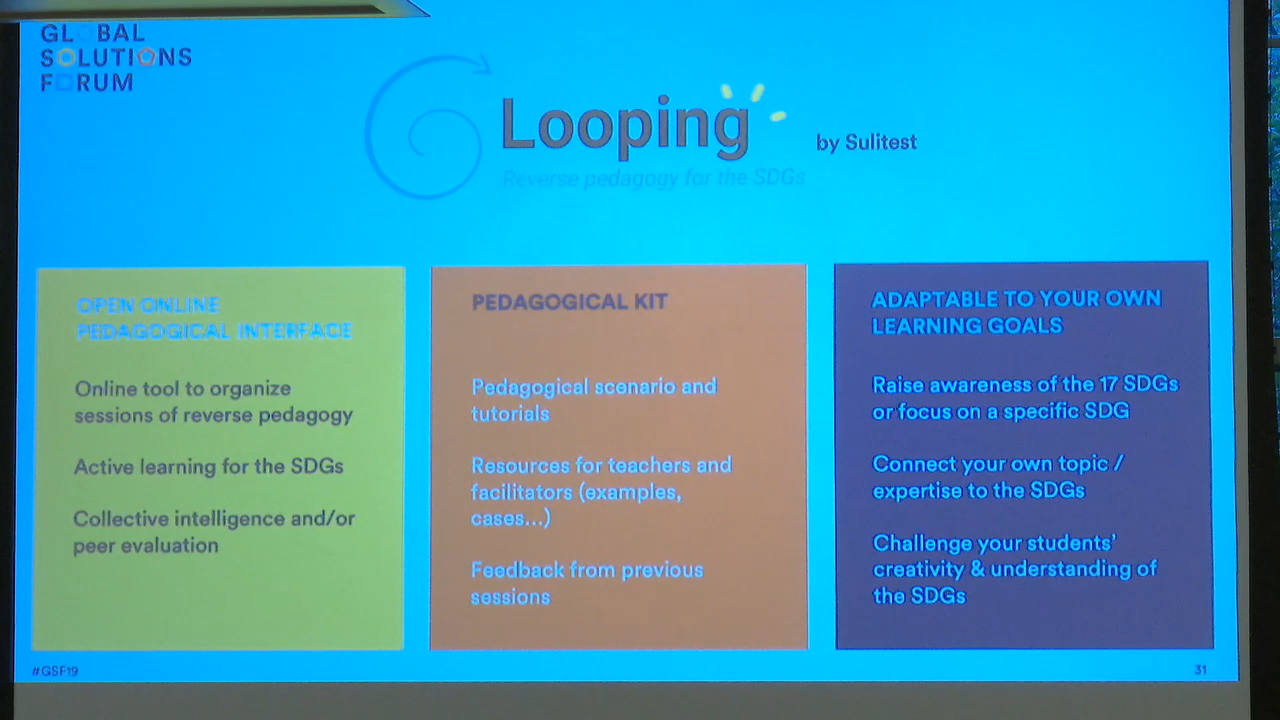 GLOBAL
SOLUTIONS
FORUM
Looping
by Sulitest
Reverse pedagogy for the SDGs
OPEN ONLINE
PEDAGOGICAL INTERFACE
Online tool to organize
sessions of reverse pedagogy
Active learning for the SDGs
Collective intelligence and/or
peer evaluation
PEDAGOGICAL KIT
Pedagogical scenario and
tutorials
Resources for teachers and
facilitators (examples,
cases...)
Feedback from previous
sessions
ADAPTABLE TO YOUR OWN
LEARNING GOALS
Raise awareness of the 17 SDGs
or focus on a specific SDG
Connect your own topic /
expertise to the SDGs
Challenge your students'
creativity & understanding of
the SDGs
#GSF19
31